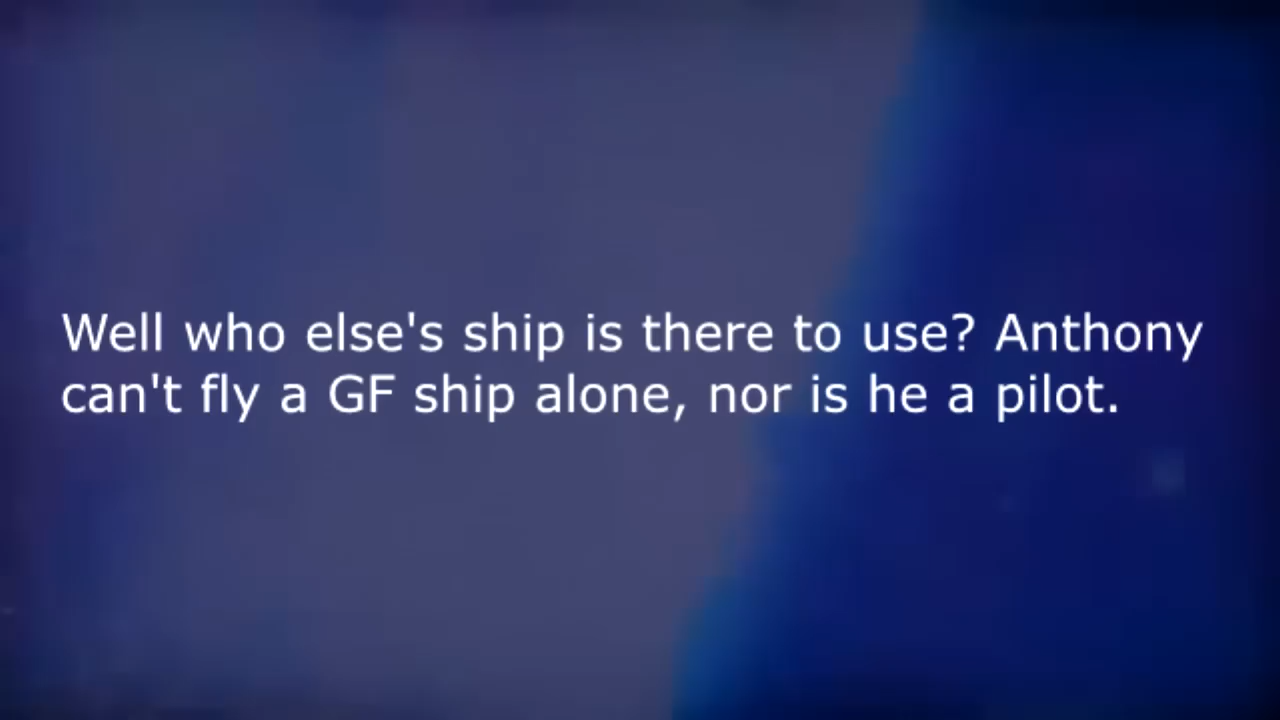 Well who else's ship is there to use? Anthony
can't fly a GF ship alone, nor is he a pilot.